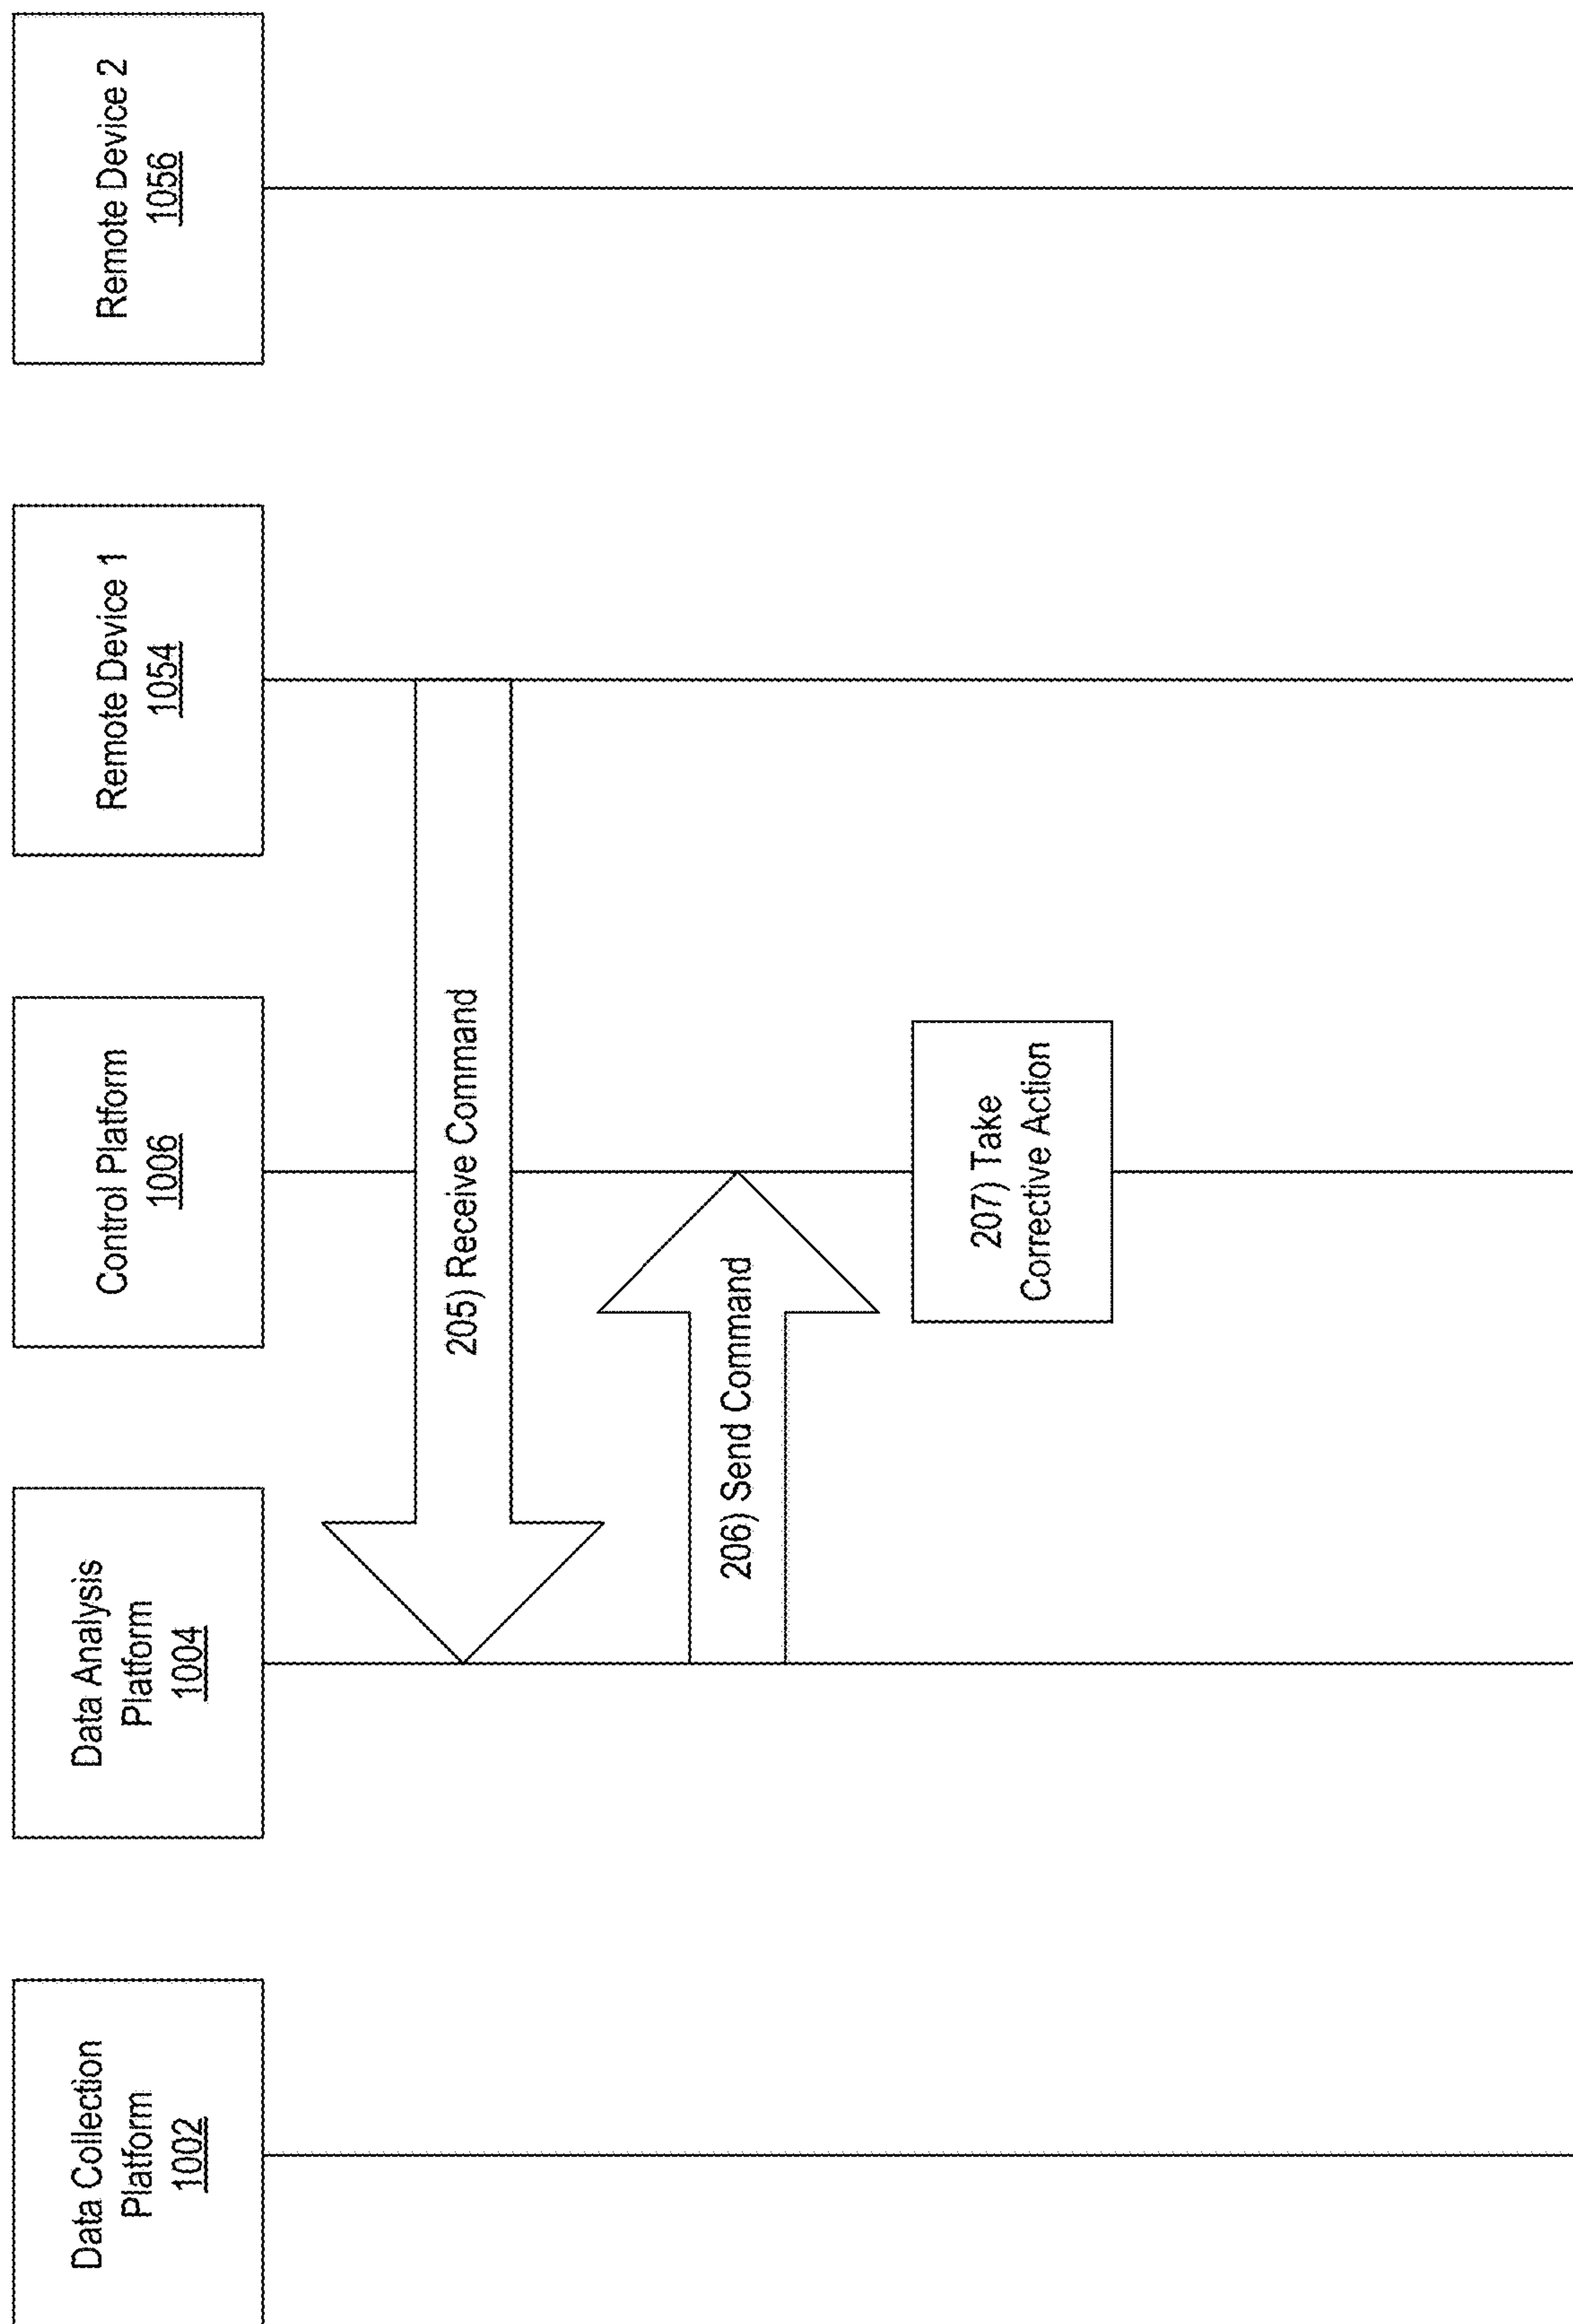 Data Collection
Platform
1002
Data Analysis
Platform
1004
Control Platform
1006
Remote Device 1
1054
Remote Device 2
1056
205) Receive Command
206) Send Command
207) Take
Corrective Action